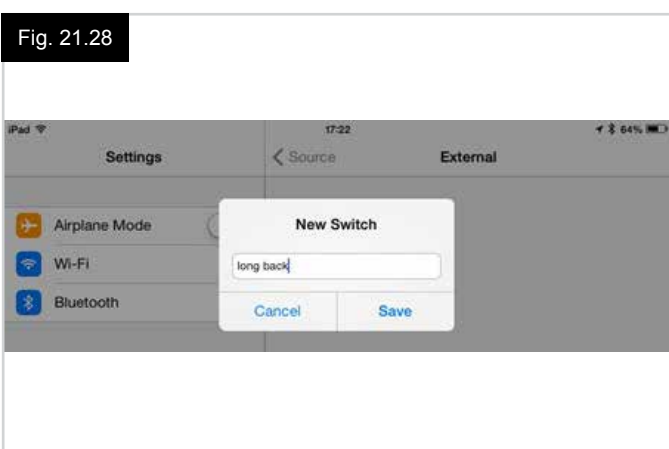 Fig. 21.28
iPad 17:22 64%
Settings < Source External
New Switch
Airplane Mode
long back
Wi-Fi
Bluetooth
Cancel Save